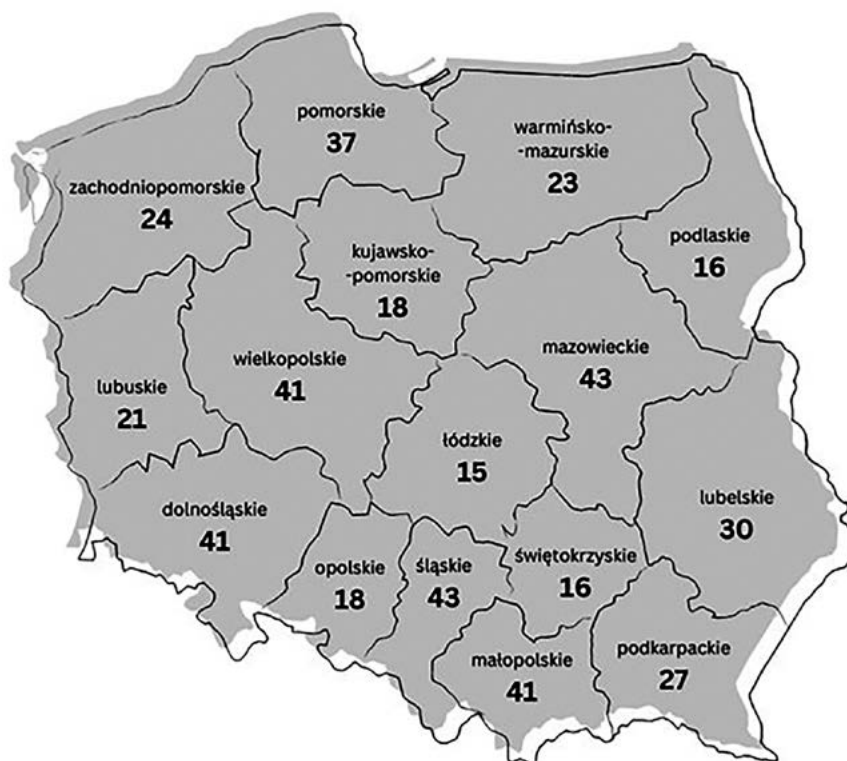 pomorskie
37
warmińsko-
-mazurskie
23
zachodniopomorskie
24
podlaskie
16
kujawsko-
-pomorskie
18
mazowieckie
43
wielkopolskie
41
lubuskie
21
łódzkie
15
lubelskie
30
dolnośląskie
41
opolskie
18
śląskie
43
świętokrzyskie
16
małopolskie
41
podkarpackie
27